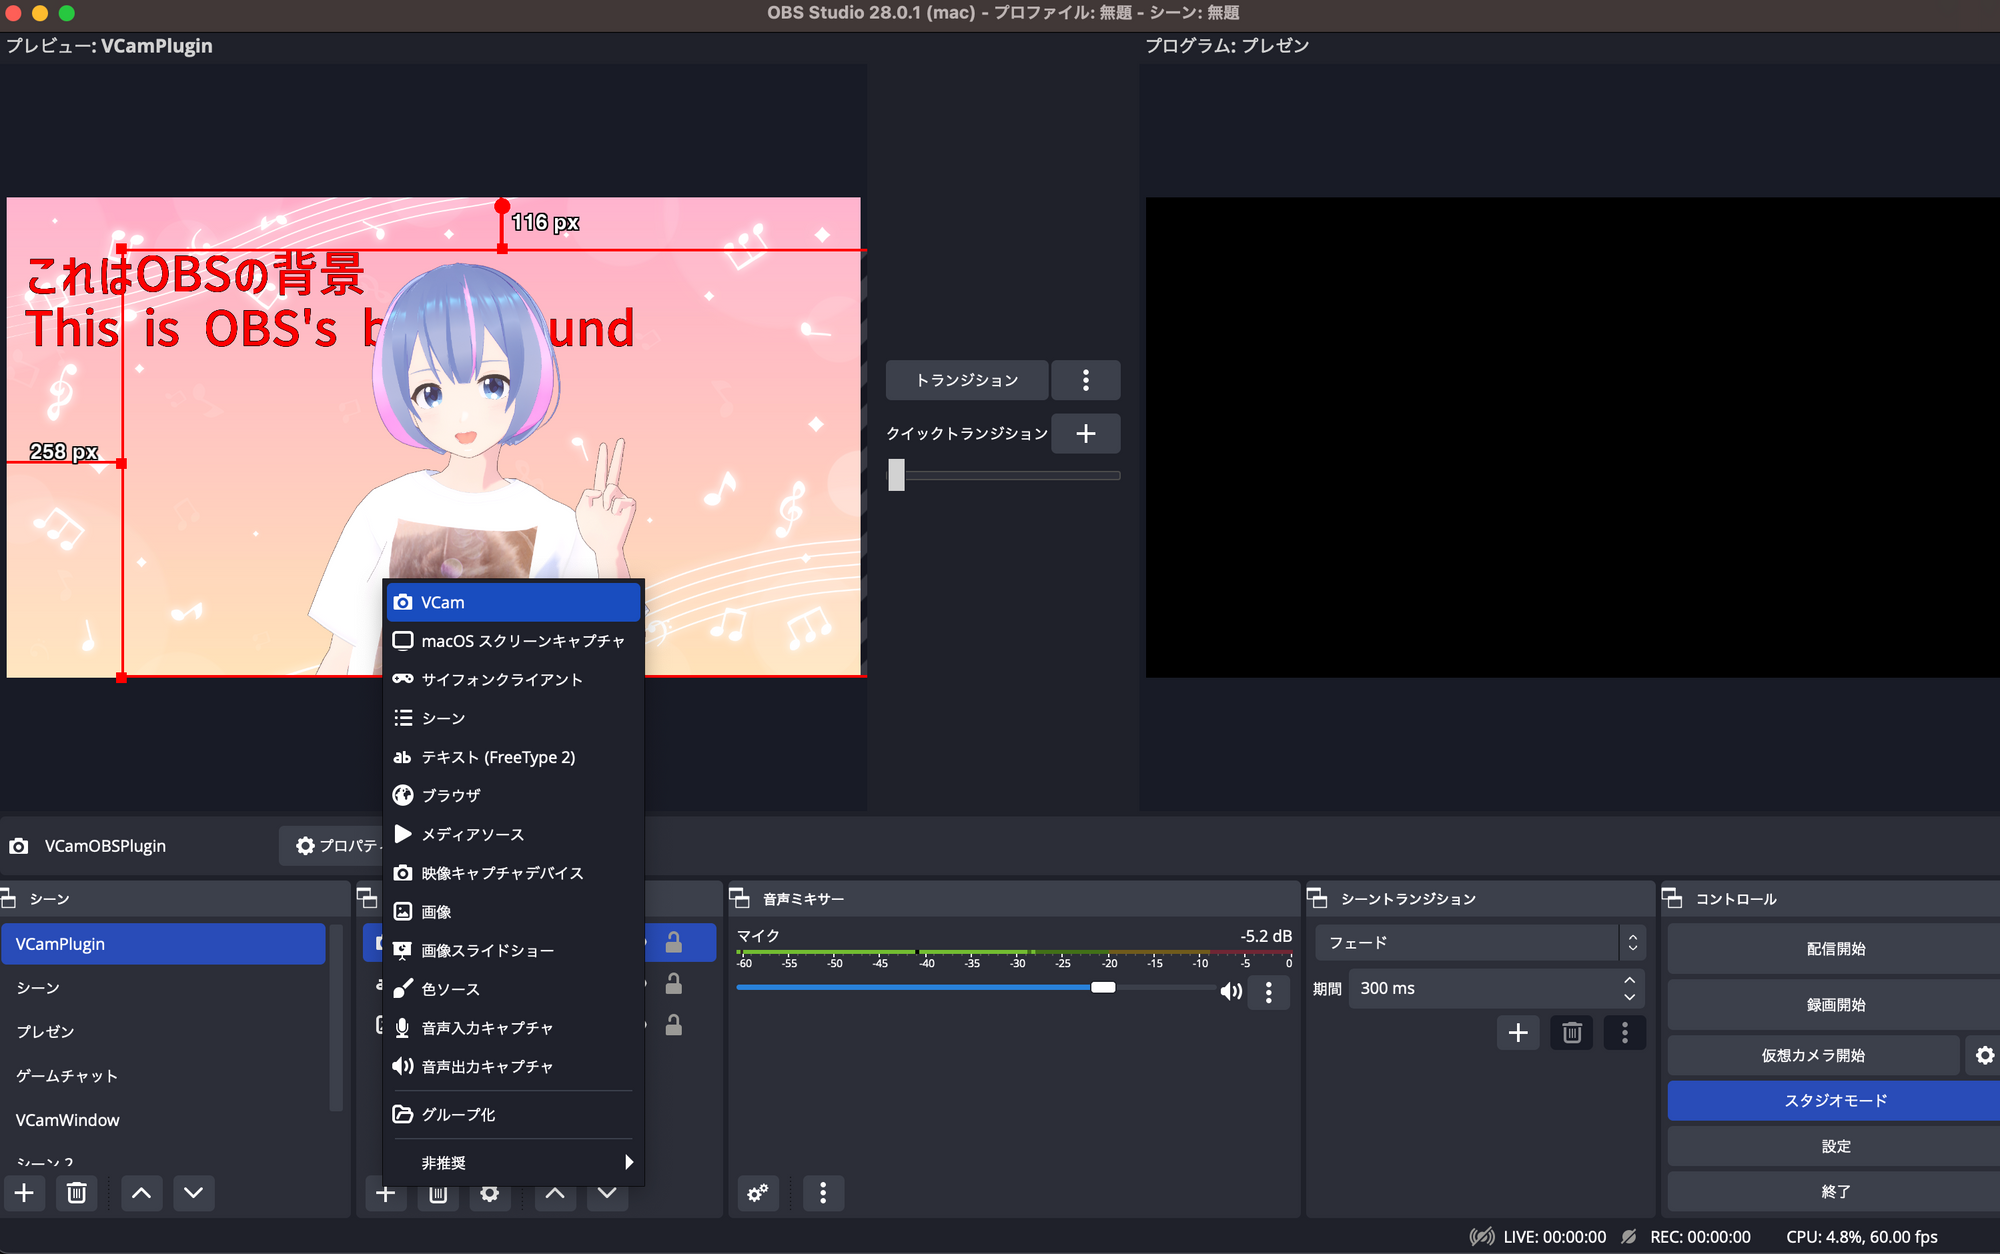 OBS Studio 28.0.1 (mac) - プロファイル: 無題 - シーン: 無題
プレビュー: VCamPlugin
プログラム: プレゼン
116 px
これはOBSの背景
This is OBS's b
und
258 px
トランジション
クイックトランジション
VCam
macOS スクリーンキャプチャ
サイフォンクライアント
シーン
テキスト (FreeType 2)
ブラウザ
メディアソース
映像キャプチャデバイス
画像
画像スライドショー
色ソース
音声入力キャプチャ
音声出力キャプチャ
グループ化
非推奨
VCamOBSPlugin
プロパティ
シーン
VCamPlugin
シーン
プレゼン
ゲームチャット
VCamWindow
シーン 2
音声ミキサー
マイク
-5.2 dB
-60 -55 -50 -45 -40 -35 -30 -25 -20 -15 -10 -5 0
シーントランジション
フェード
期間 300 ms
コントロール
配信開始
録画開始
仮想カメラ開始
スタジオモード
設定
終了
LIVE: 00:00:00
REC: 00:00:00
CPU: 4.8%, 60.00 fps